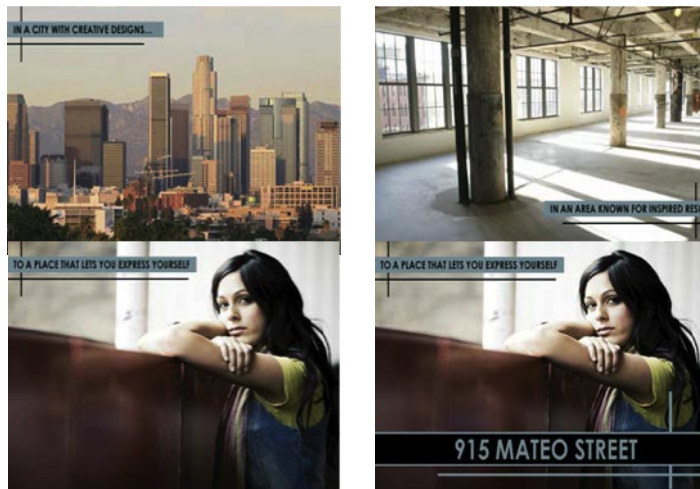 IN A CITY WITH CREATIVE DESIGNS...
IN AN AREA KNOWN FOR INSPIRED
TO A PLACE THAT LETS YOU EXPRESS YOURSELF
TO A PLACE THAT LETS YOU EXPRESS YOURSELF
915 MATEO STREET